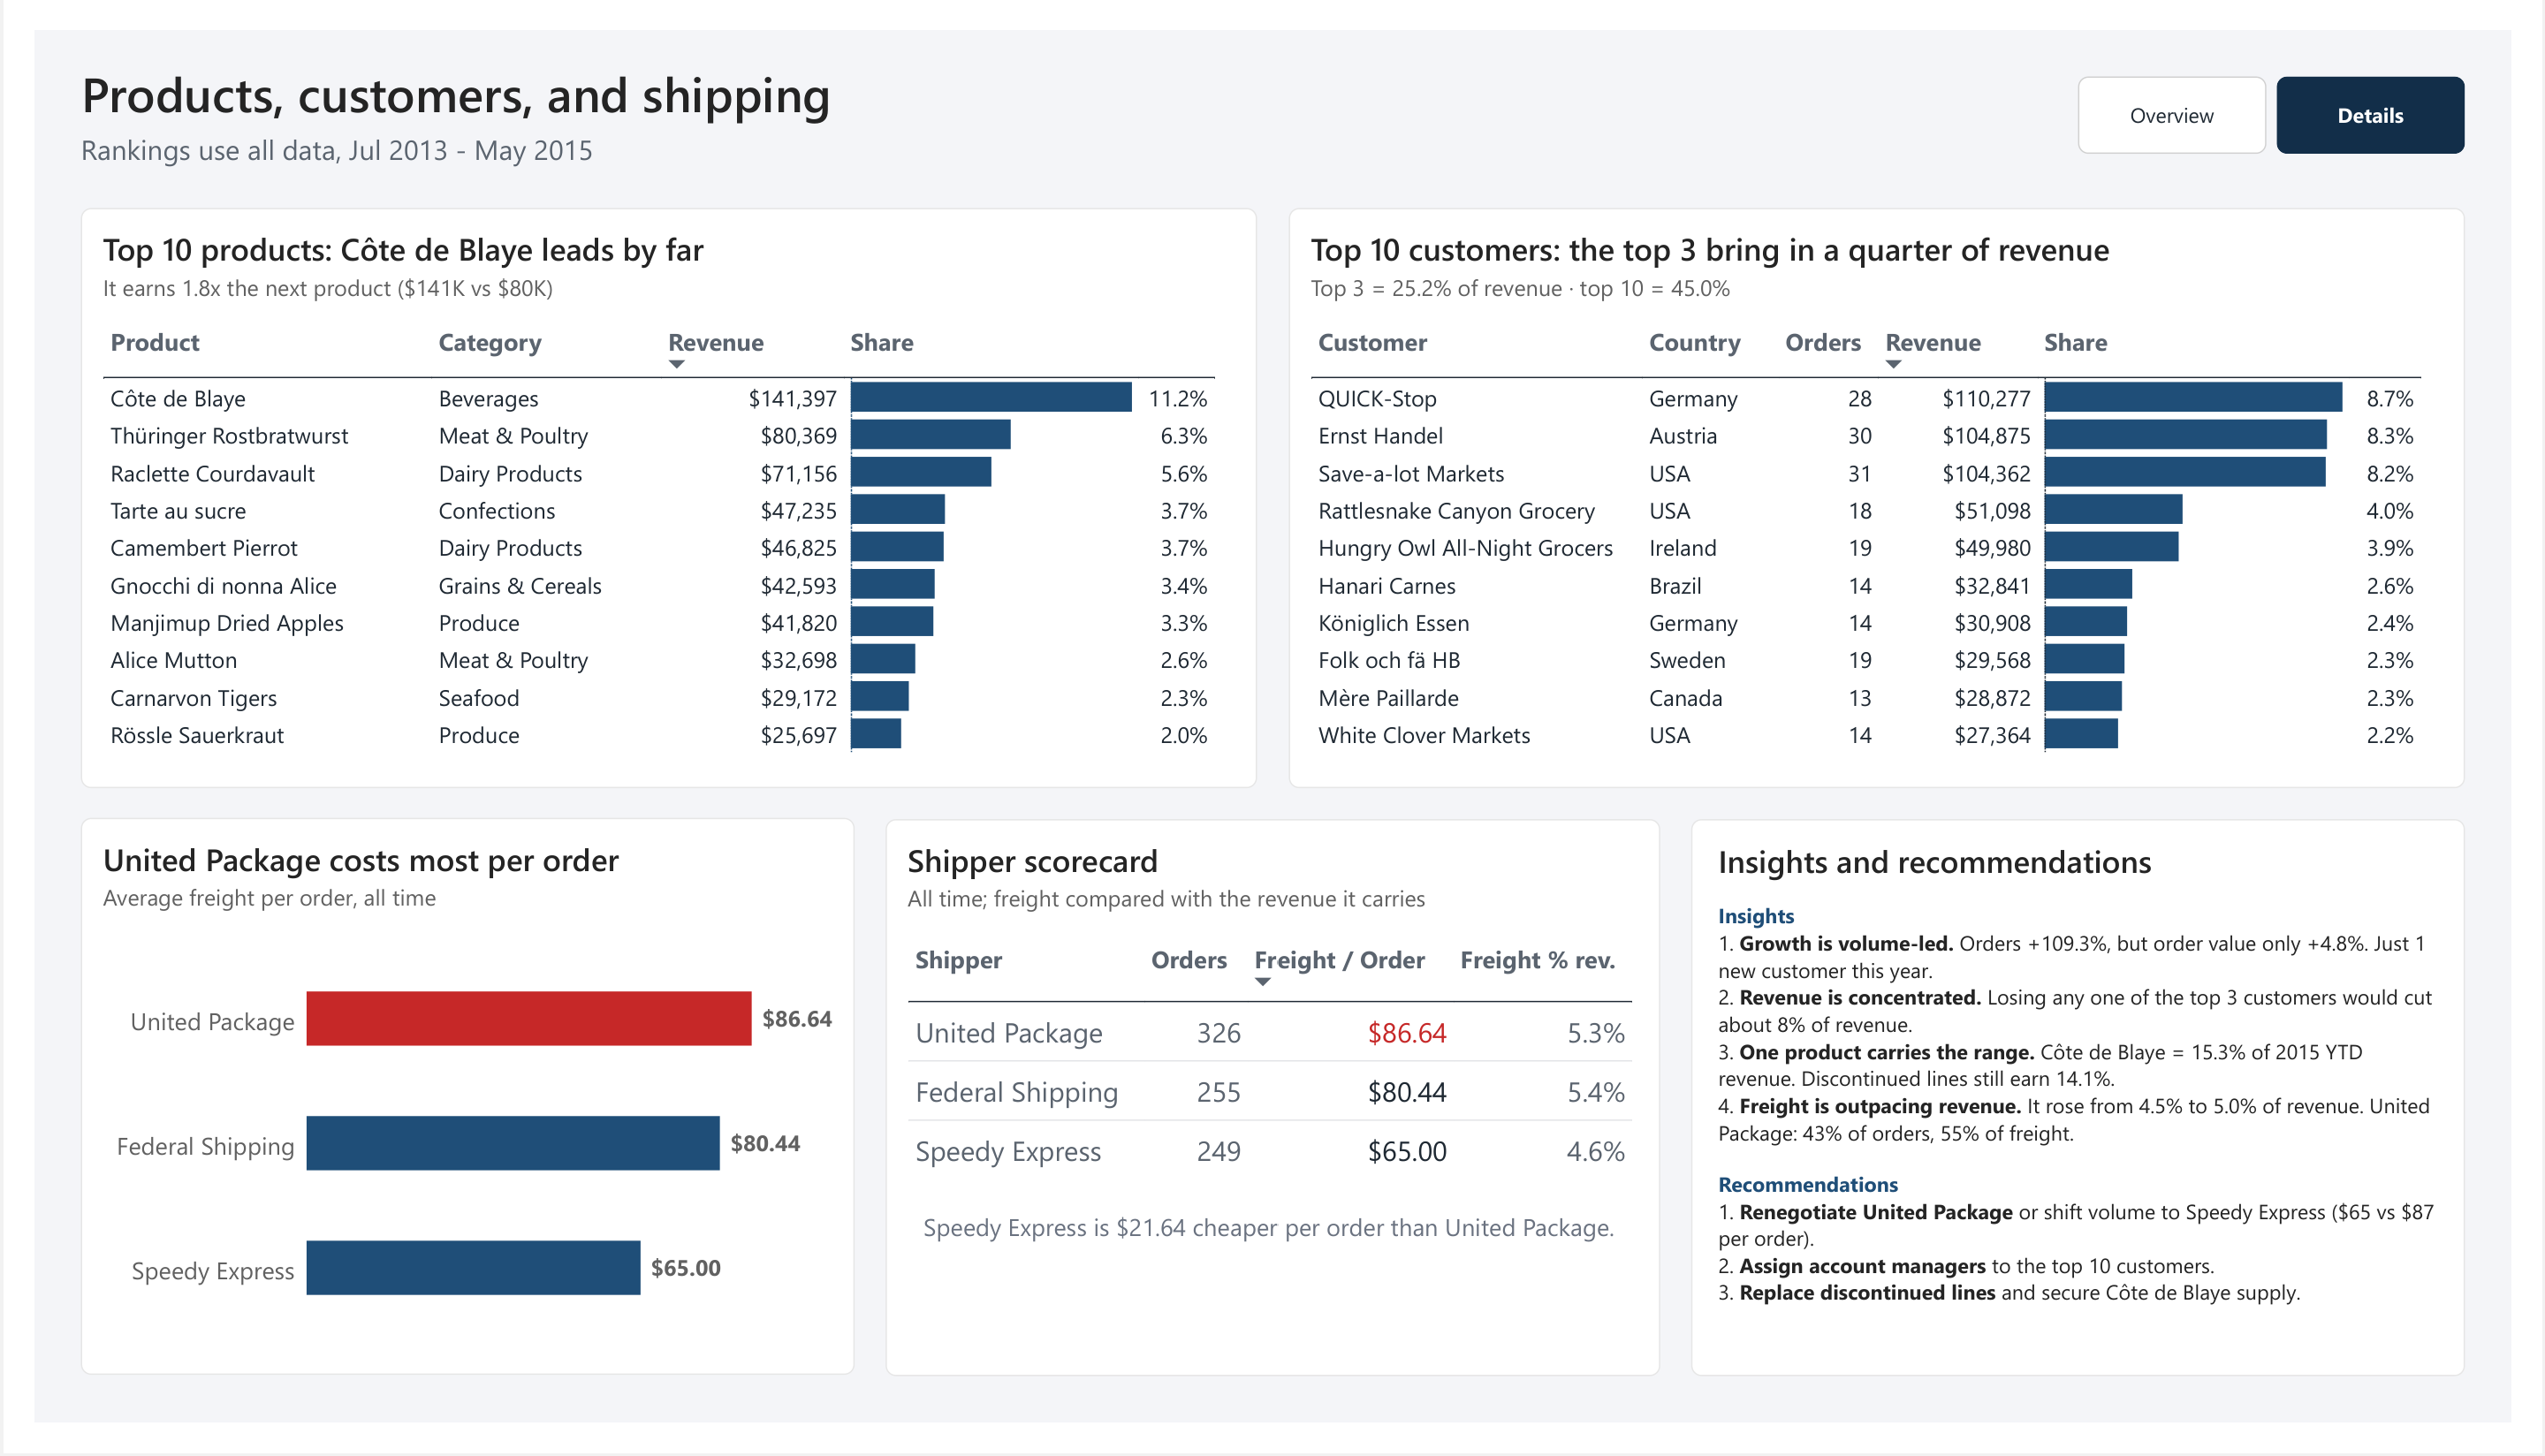 Products, customers, and shipping
Rankings use all data, Jul 2013 - May 2015
Overview
Details
Top 10 products: Côte de Blaye leads by far
It earns 1.8x the next product ($141K vs $80K)
Product Category Revenue Share
Côte de Blaye Beverages $141,397 11.2%
Thüringer Rostbratwurst Meat & Poultry $80,369 6.3%
Raclette Courdavault Dairy Products $71,156 5.6%
Tarte au sucre Confections $47,235 3.7%
Camembert Pierrot Dairy Products $46,825 3.7%
Gnocchi di nonna Alice Grains & Cereals $42,593 3.4%
Manjimup Dried Apples Produce $41,820 3.3%
Alice Mutton Meat & Poultry $32,698 2.6%
Carnarvon Tigers Seafood $29,172 2.3%
Rössle Sauerkraut Produce $25,697 2.0%
Top 10 customers: the top 3 bring in a quarter of revenue
Top 3 = 25.2% of revenue · top 10 = 45.0%
Customer Country Orders Revenue Share
QUICK-Stop Germany 28 $110,277 8.7%
Ernst Handel Austria 30 $104,875 8.3%
Save-a-lot Markets USA 31 $104,362 8.2%
Rattlesnake Canyon Grocery USA 18 $51,098 4.0%
Hungry Owl All-Night Grocers Ireland 19 $49,980 3.9%
Hanari Carnes Brazil 14 $32,841 2.6%
Königlich Essen Germany 14 $30,908 2.4%
Folk och fä HB Sweden 19 $29,568 2.3%
Mère Paillarde Canada 13 $28,872 2.3%
White Clover Markets USA 14 $27,364 2.2%
United Package costs most per order
Average freight per order, all time
United Package $86.64
Federal Shipping $80.44
Speedy Express $65.00
Shipper scorecard
All time; freight compared with the revenue it carries
Shipper Orders Freight / Order Freight % rev.
United Package 326 $86.64 5.3%
Federal Shipping 255 $80.44 5.4%
Speedy Express 249 $65.00 4.6%
Speedy Express is $21.64 cheaper per order than United Package.
Insights and recommendations
Insights
1. Growth is volume-led. Orders +109.3%, but order value only +4.8%. Just 1
new customer this year.
2. Revenue is concentrated. Losing any one of the top 3 customers would cut
about 8% of revenue.
3. One product carries the range. Côte de Blaye = 15.3% of 2015 YTD
revenue. Discontinued lines still earn 14.1%.
4. Freight is outpacing revenue. It rose from 4.5% to 5.0% of revenue. United
Package: 43% of orders, 55% of freight.
Recommendations
1. Renegotiate United Package or shift volume to Speedy Express ($65 vs $87
per order).
2. Assign account managers to the top 10 customers.
3. Replace discontinued lines and secure Côte de Blaye supply.